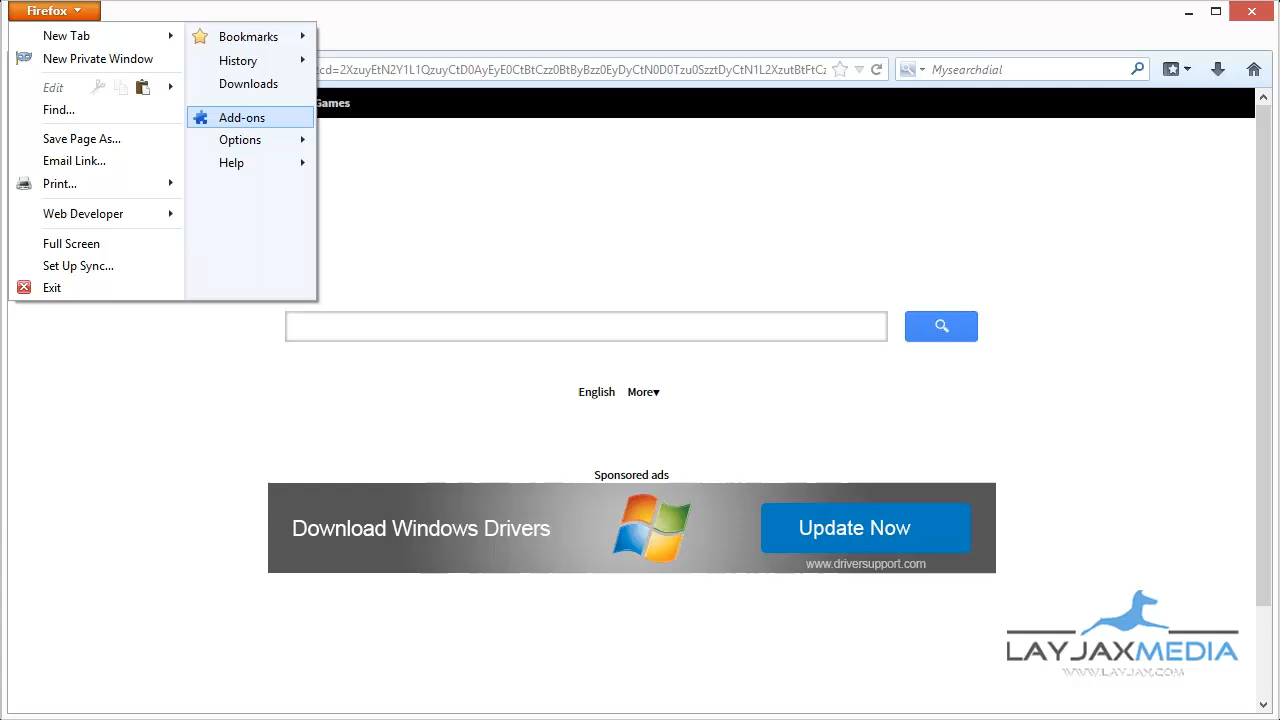 Firefox
New Tab
New Private Window
Edit
Find...
Save Page As...
Email Link...
Print...
Web Developer
Full Screen
Set Up Sync...
Exit
Bookmarks
History
Downloads
Add-ons
Options
Help
cd=2XzuyEtN2Y1L1QzuyCtD0AyEyE0CtBtCzz0BtByBzz0EyDyCtN0D0Tzu0SzztDyCtN1L2XzutBtFtCz
Mysearchdial
Games
English More▾
Sponsored ads
Download Windows Drivers
Update Now
www.driversupport.com
LAYJAXMEDIA
WWW.LAYJAX.COM